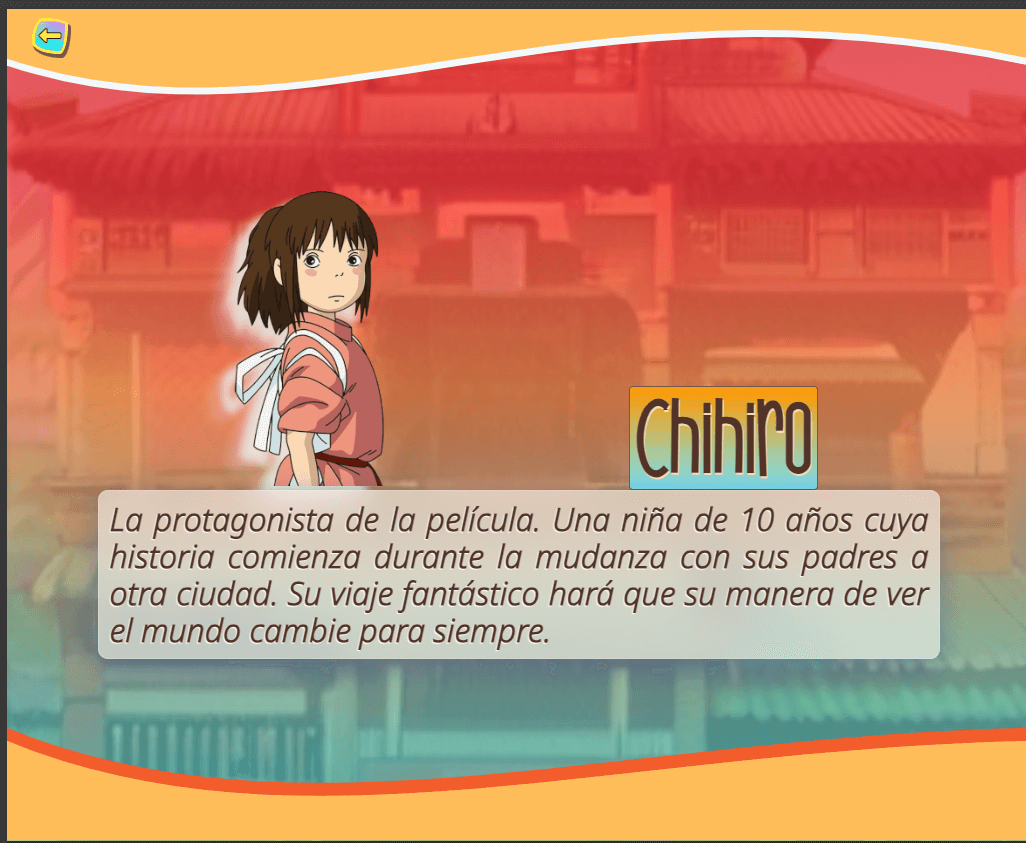 Chihiro
La protagonista de la película. Una niña de 10 años cuya
historia comienza durante la mudanza con sus padres a
otra ciudad. Su viaje fantástico hará que su manera de ver
el mundo cambie para siempre.